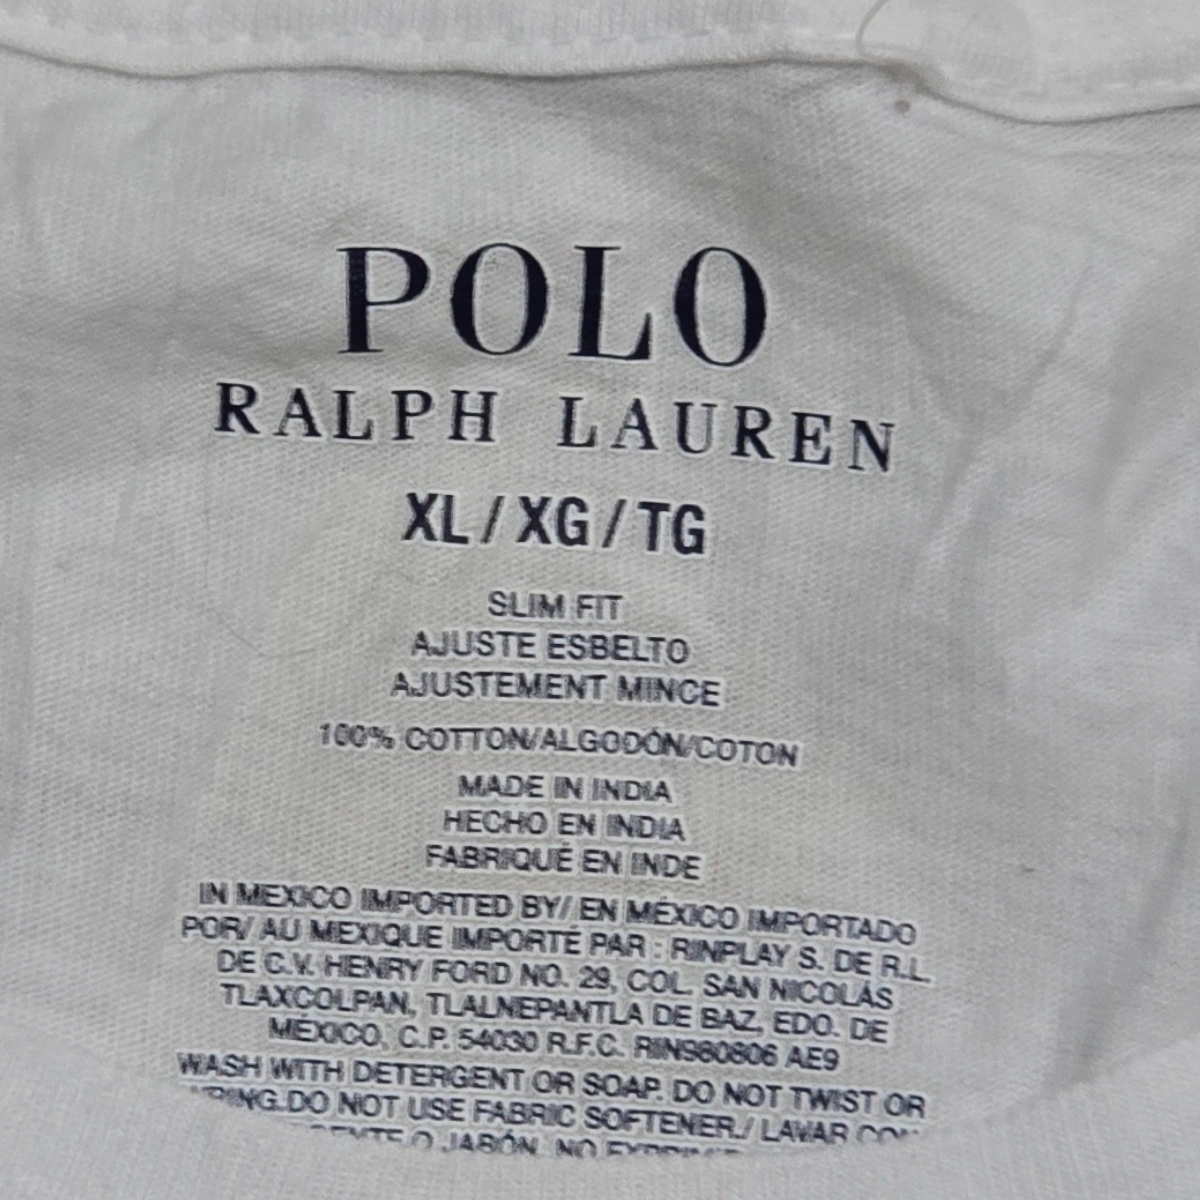 POLO
RALPH LAUREN
XL / XG / TG
SLIM FIT
AJUSTE ESBELTO
AJUSTEMENT MINCE
100% COTTON/ALGODÓN/COTON
MADE IN INDIA
HECHO EN INDIA
FABRIQUÉ EN INDE
IN MEXICO IMPORTED BY/ EN MÉXICO IMPORTADO
POR/ AU MEXIQUE IMPORTÉ PAR : RINPLAY S. DE R.L.
DE C.V. HENRY FORD NO. 29, COL. SAN NICOLÁS
TLAXCOLPAN, TLALNEPANTLA DE BAZ, EDO. DE
MÉXICO, C.P. 54030 R.F.C. RIN980806 AE9
WASH WITH DETERGENT OR SOAP. DO NOT TWIST OR
WRING.DO NOT USE FABRIC SOFTENER./ LAVAR CON
O JABÓN. NO